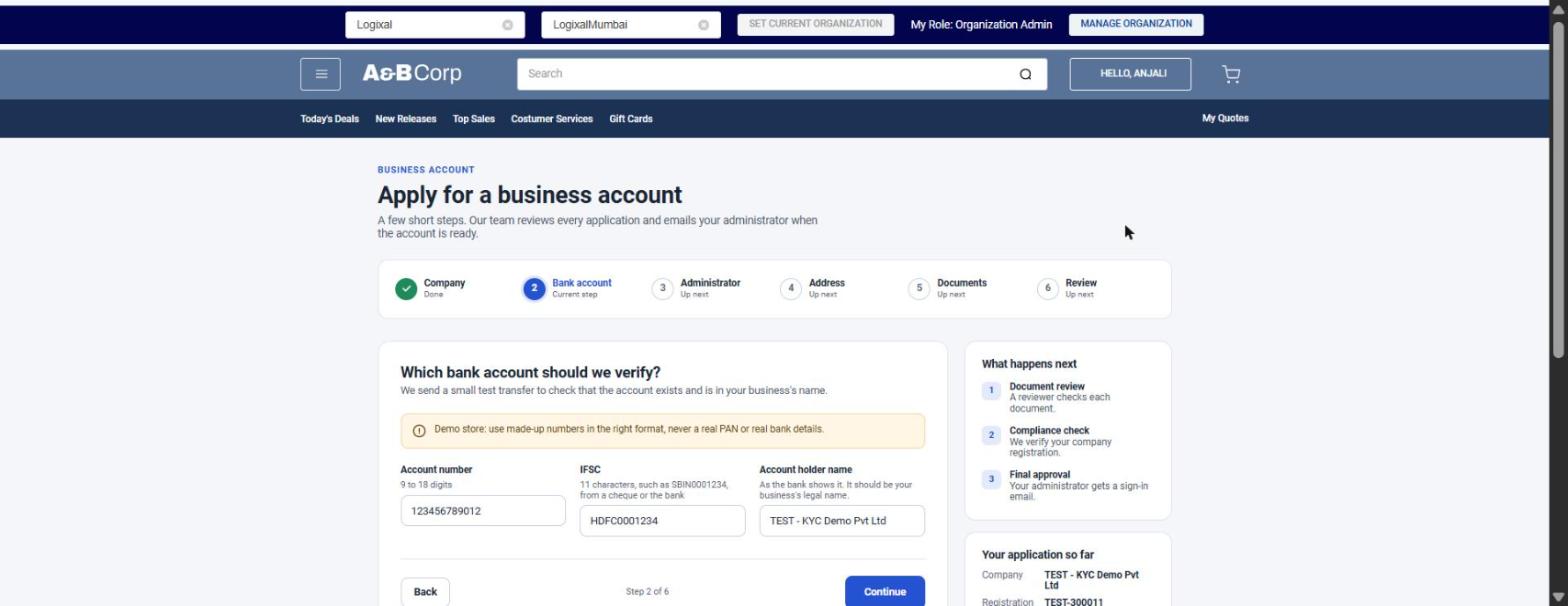 Logixal
LogixalMumbai
SET CURRENT ORGANIZATION
My Role: Organization Admin
MANAGE ORGANIZATION
A&B Corp
Search
HELLO, ANJALI
Today's Deals
New Releases
Top Sales
Costumer Services
Gift Cards
My Quotes
BUSINESS ACCOUNT
Apply for a business account
A few short steps. Our team reviews every application and emails your administrator when
the account is ready.
Company
Done
2
Bank account
Current step
3
Administrator
Up next
4
Address
Up next
5
Documents
Up next
6
Review
Up next
Which bank account should we verify?
We send a small test transfer to check that the account exists and is in your business's name.
Demo store: use made-up numbers in the right format, never a real PAN or real bank details.
Account number
9 to 18 digits
123456789012
IFSC
11 characters, such as SBIN0001234,
from a cheque or the bank
HDFC0001234
Account holder name
As the bank shows it. It should be your
business's legal name.
TEST - KYC Demo Pvt Ltd
Back
Step 2 of 6
Continue
What happens next
1
Document review
A reviewer checks each
document.
2
Compliance check
We verify your company
registration.
3
Final approval
Your administrator gets a sign-in
email.
Your application so far
Company
TEST - KYC Demo Pvt
Ltd
Registration
TEST-300011